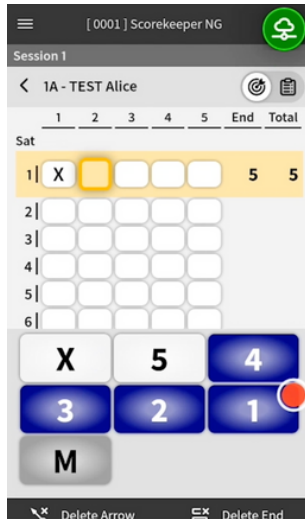 [ 0001 ] Scorekeeper NG
Session 1
1A - TEST Alice
1 2 3 4 5 End Total
Sat
1 X 5 5
2
3
4
5
6
X 5 4
3 2 1
M
Delete Arrow Delete End